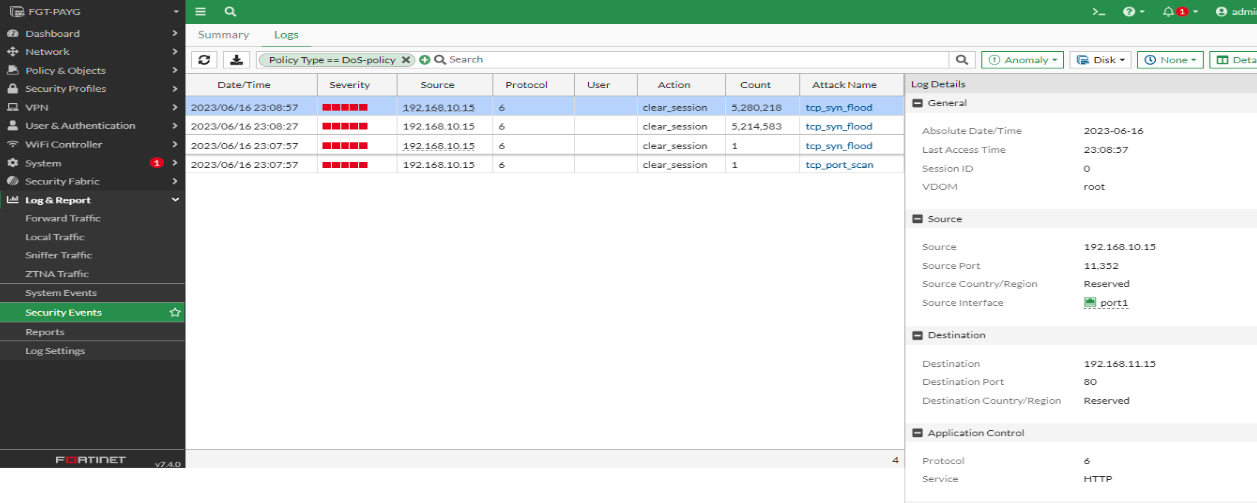 FGT-PAYG
>_ 1 admi
Dashboard
Network
Policy & Objects
Security Profiles
VPN
User & Authentication
WiFi Controller
System 1
Security Fabric
Log & Report
Forward Traffic
Local Traffic
Sniffer Traffic
ZTNA Traffic
System Events
Security Events
Reports
Log Settings
FORTINET v7.4.0
Summary Logs
Policy Type == DoS-policy Search Anomaly Disk None Deta
Date/Time Severity Source Protocol User Action Count Attack Name
2023/06/16 23:08:57 192.168.10.15 6 clear_session 5,280,218 tcp_syn_flood
2023/06/16 23:08:27 192.168.10.15 6 clear_session 5,214,583 tcp_syn_flood
2023/06/16 23:07:57 192.168.10.15 6 clear_session 1 tcp_syn_flood
2023/06/16 23:07:57 192.168.10.15 6 clear_session 1 tcp_port_scan
4
Log Details
General
Absolute Date/Time 2023-06-16
Last Access Time 23:08:57
Session ID 0
VDOM root
Source
Source 192.168.10.15
Source Port 11,352
Source Country/Region Reserved
Source Interface port1
Destination
Destination 192.168.11.15
Destination Port 80
Destination Country/Region Reserved
Application Control
Protocol 6
Service HTTP